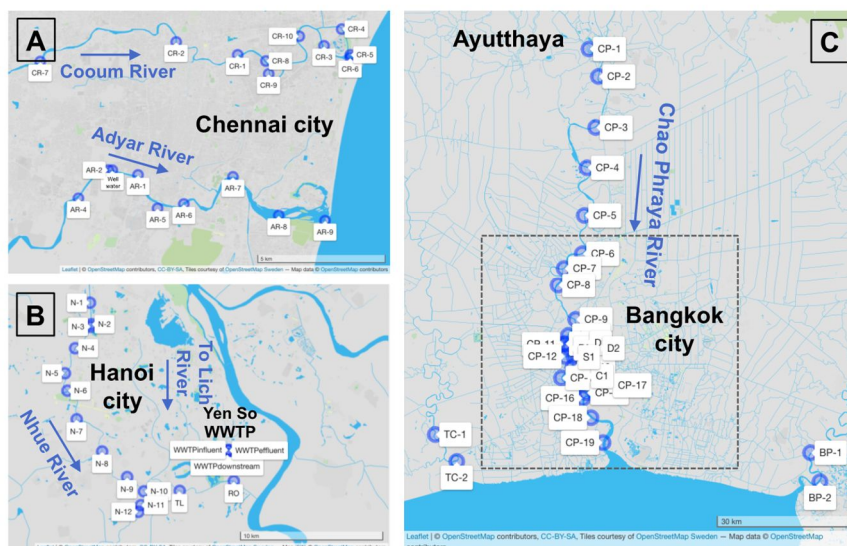 A
CR-7
Cooum River
CR-2
CR-1
CR-8
CR-9
CR-10
CR-3
CR-4
CR-5
CR-6
Chennai city
Adyar River
AR-2
Well
water
AR-1
AR-4
AR-5
AR-6
AR-7
AR-8
AR-9
5 km
Leaflet | © OpenStreetMap contributors, CC-BY-SA, Tiles courtesy of OpenStreetMap Sweden — Map data © OpenStreetMap contributors
B
N-1
N-3
N-2
N-4
N-5
N-6
N-7
N-8
N-9
N-10
N-11
N-12
TL
RO
Hanoi
city
To Lich
River
Nhue River
Yen So
WWTP
WWTPinfluent
WWTPeffluent
WWTPdownstream
10 km
C
Ayutthaya
CP-1
CP-2
CP-3
CP-4
CP-5
Chao Phraya River
CP-6
CP-7
CP-8
CP-9
Bangkok
city
CP-11
CP-12
D
D2
S1
C1
CP-
CP-17
CP-16
CP-
CP-18
CP-19
TC-1
TC-2
BP-1
BP-2
30 km
Leaflet | © OpenStreetMap contributors, CC-BY-SA, Tiles courtesy of OpenStreetMap Sweden — Map data © OpenStreetMap